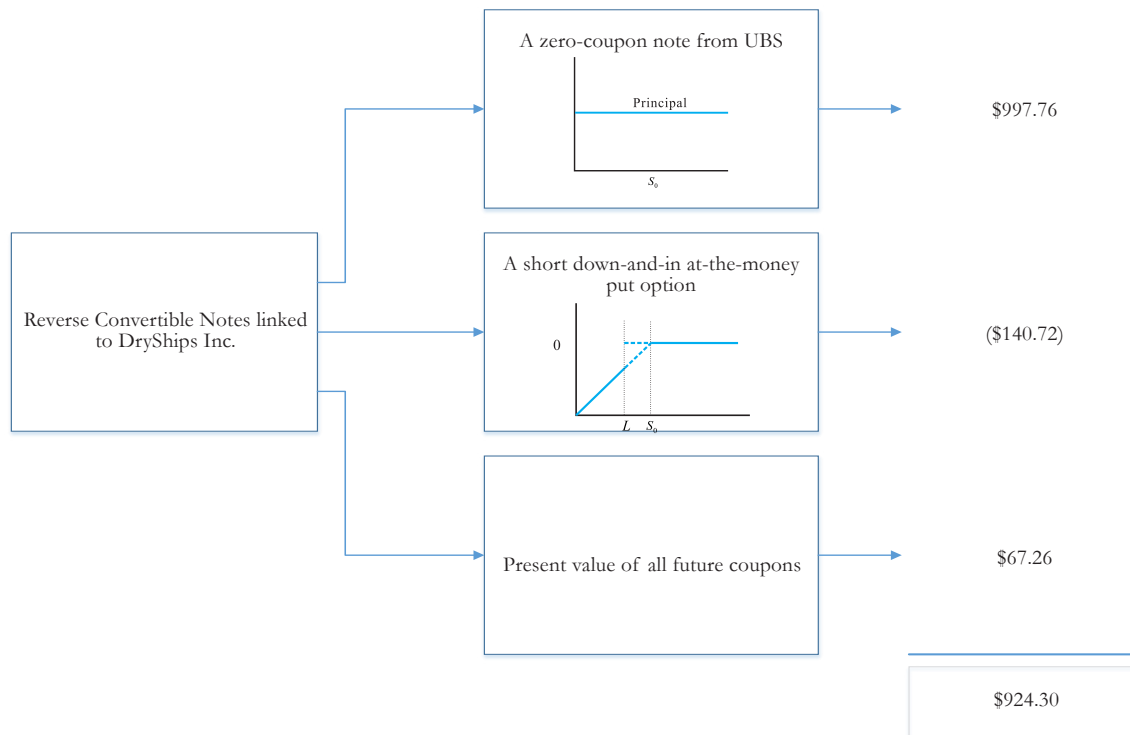 A zero-coupon note from UBS
Principal
S₀
$997.76
Reverse Convertible Notes linked
to DryShips Inc.
A short down-and-in at-the-money
put option
0
L S₀
($140.72)
Present value of all future coupons
$67.26
$924.30